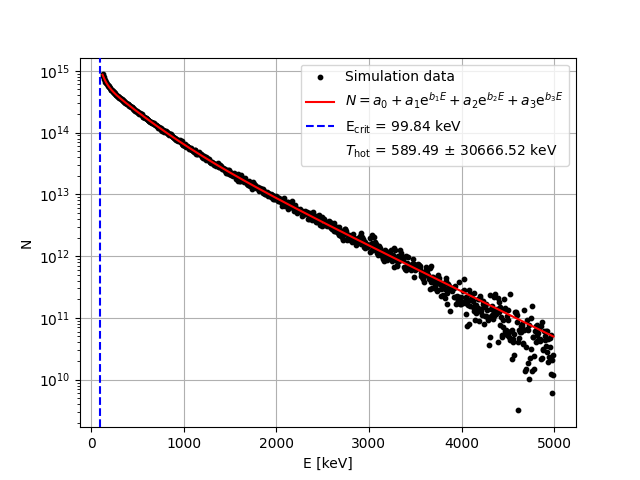 Simulation data
N = a₀ + a₁e^{b₁E} + a₂e^{b₂E} + a₃e^{b₃E}
E_crit = 99.84 keV
T_hot = 589.49 ± 30666.52 keV
10¹⁵
10¹⁴
10¹³
10¹²
10¹¹
10¹⁰
N
0 1000 2000 3000 4000 5000
E [keV]